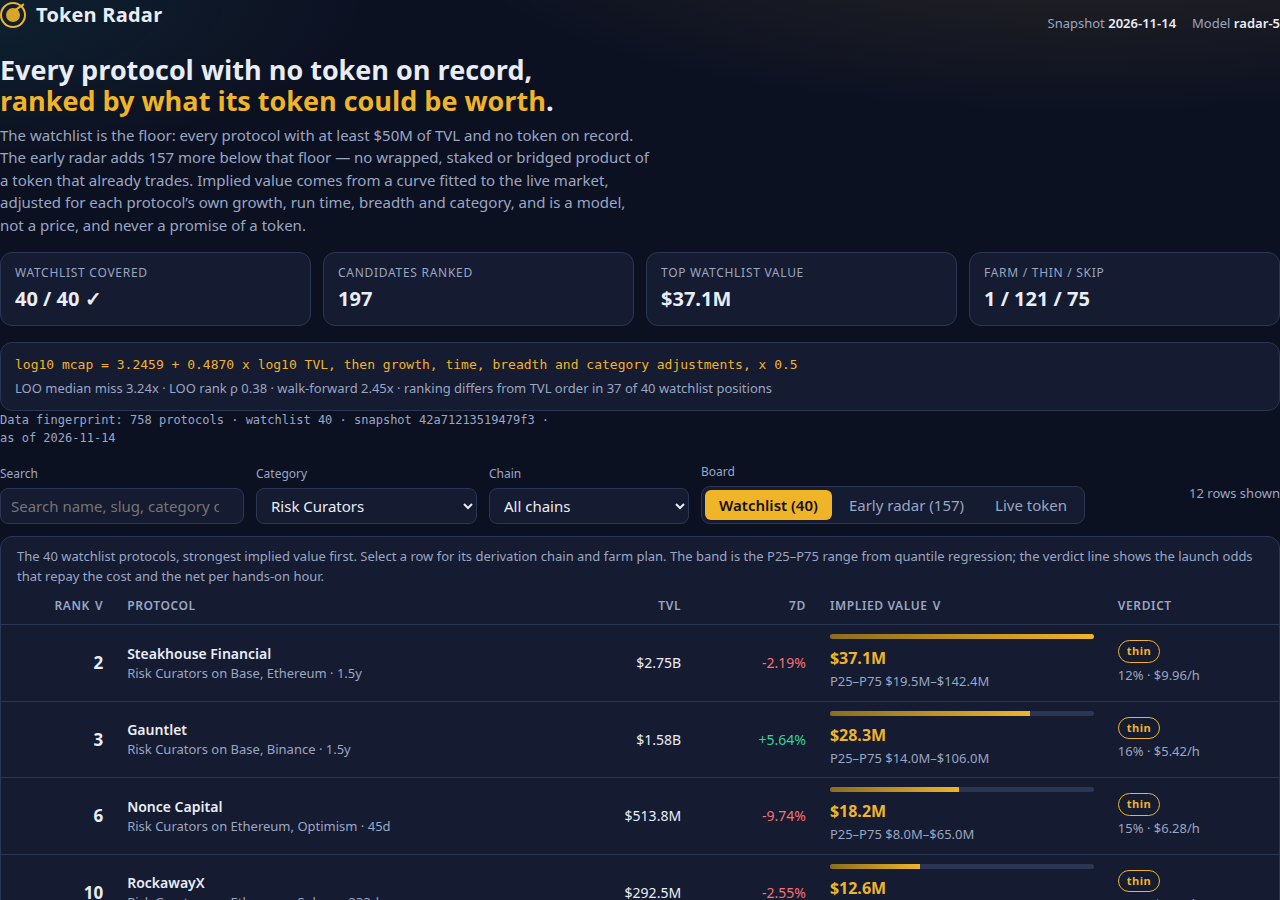 Token Radar
Snapshot 2026-11-14 Model radar-5
Every protocol with no token on record,
ranked by what its token could be worth.
The watchlist is the floor: every protocol with at least $50M of TVL and no token on record.
The early radar adds 157 more below that floor — no wrapped, staked or bridged product of
a token that already trades. Implied value comes from a curve fitted to the live market,
adjusted for each protocol’s own growth, run time, breadth and category, and is a model,
not a price, and never a promise of a token.
WATCHLIST COVERED
40 / 40 ✓
CANDIDATES RANKED
197
TOP WATCHLIST VALUE
$37.1M
FARM / THIN / SKIP
1 / 121 / 75
log10 mcap = 3.2459 + 0.4870 x log10 TVL, then growth, time, breadth and category adjustments, x 0.5
LOO median miss 3.24x · LOO rank ρ 0.38 · walk-forward 2.45x · ranking differs from TVL order in 37 of 40 watchlist positions
Data fingerprint: 758 protocols · watchlist 40 · snapshot 42a71213519479f3 ·
as of 2026-11-14
Search
Search name, slug, category c
Category
Risk Curators
Chain
All chains
Board
Watchlist (40) Early radar (157) Live token
12 rows shown
The 40 watchlist protocols, strongest implied value first. Select a row for its derivation chain and farm plan. The band is the P25–P75 range from quantile regression; the verdict line shows the launch odds
that repay the cost and the net per hands-on hour.
RANK ∨ PROTOCOL TVL 7D IMPLIED VALUE ∨ VERDICT
2
Steakhouse Financial
Risk Curators on Base, Ethereum · 1.5y
$2.75B
-2.19%
$37.1M
P25–P75 $19.5M–$142.4M
thin
12% · $9.96/h
3
Gauntlet
Risk Curators on Base, Binance · 1.5y
$1.58B
+5.64%
$28.3M
P25–P75 $14.0M–$106.0M
thin
16% · $5.42/h
6
Nonce Capital
Risk Curators on Ethereum, Optimism · 45d
$513.8M
-9.74%
$18.2M
P25–P75 $8.0M–$65.0M
thin
15% · $6.28/h
10
RockawayX
$292.5M
-2.55%
$12.6M
thin